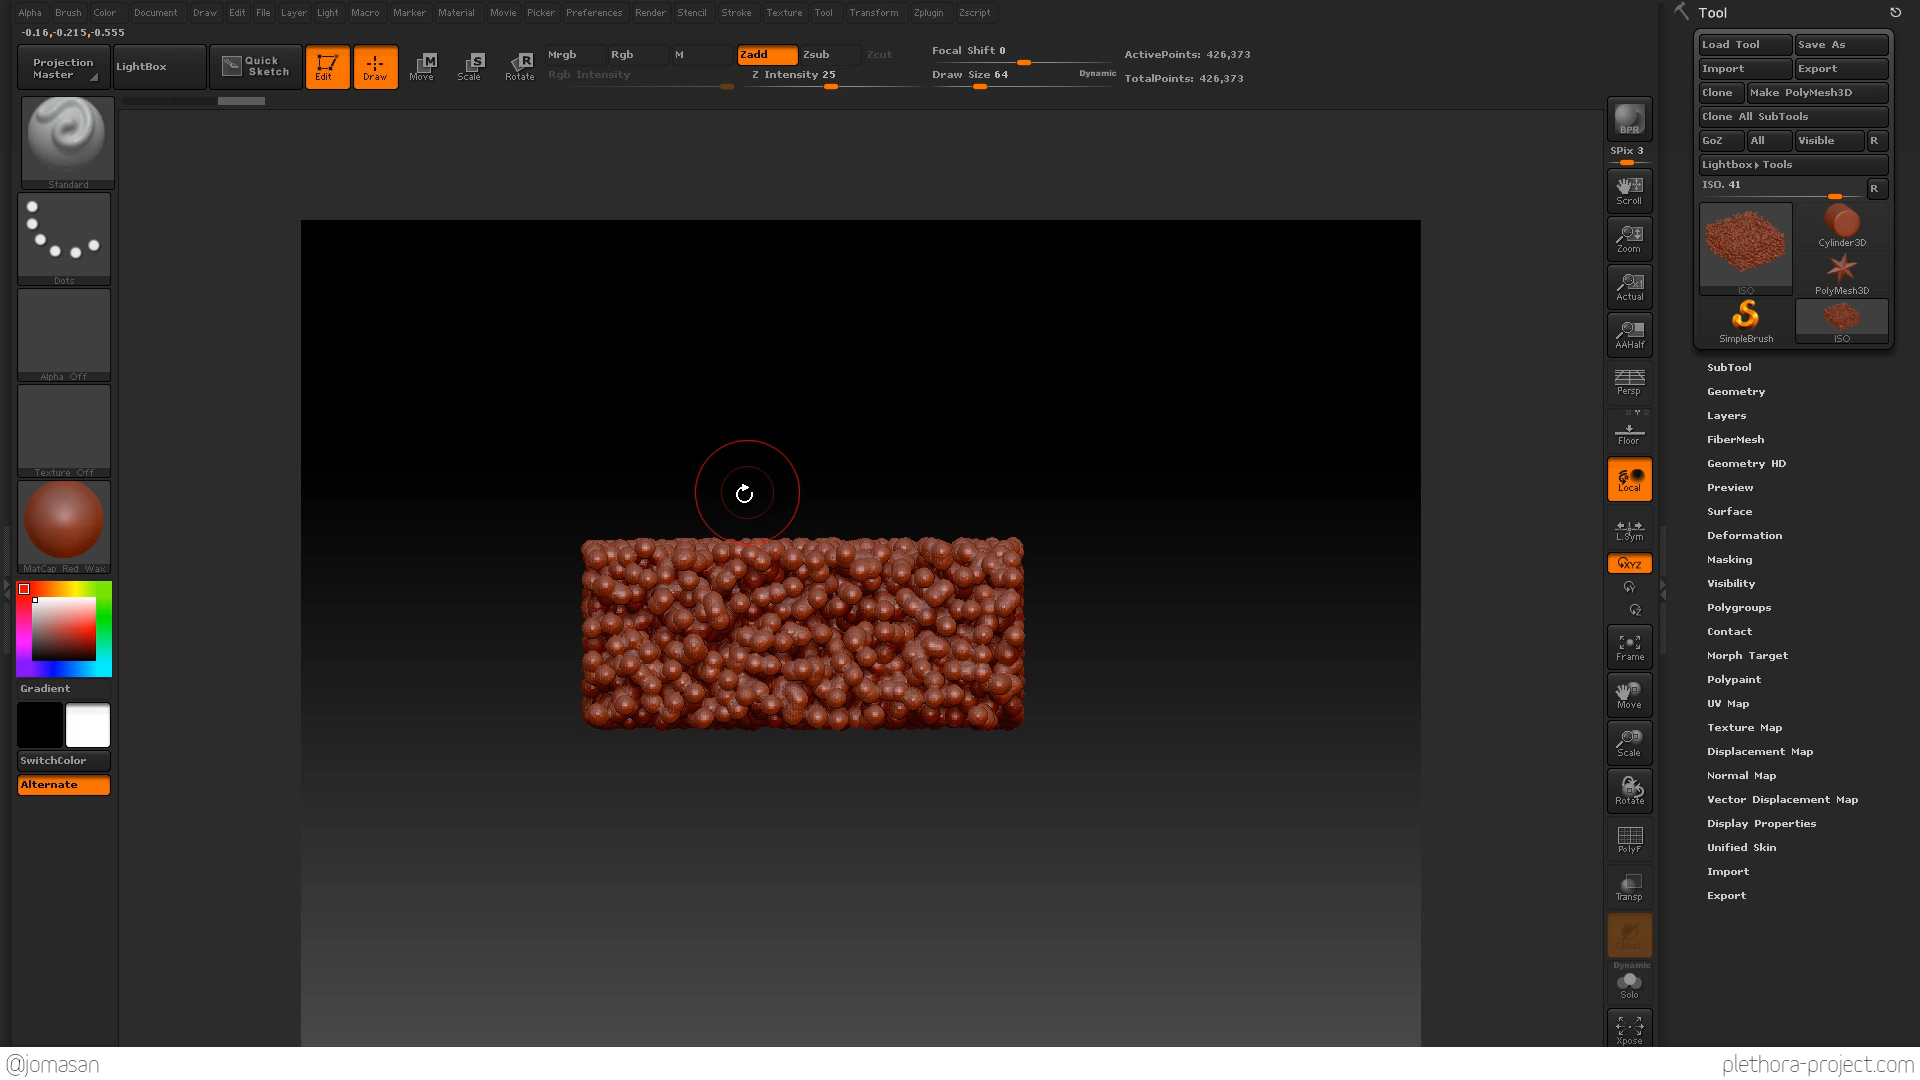 Alpha Brush Color Document Draw Edit File Layer Light Macro Marker Material Movie Picker Preferences Render Stencil Stroke Texture Tool Transform Zplugin Zscript
-0.16,-0.215,-0.555
Projection Master
LightBox
Quick Sketch
Edit
Draw
Move
Scale
Rotate
Mrgb Rgb M Zadd Zsub Zcut
Rgb Intensity Z Intensity 25
Focal Shift 0
Draw Size 64 Dynamic
ActivePoints: 426,373
TotalPoints: 426,373
Standard
Dots
Alpha Off
Texture Off
MatCap Red Wax
Gradient
SwitchColor
Alternate
BPR
SPix 3
Scroll
Zoom
Actual
AAHalf
Persp
Floor
Local
L.Sym
XYZ
Y
Z
Frame
Move
Scale
Rotate
PolyF
Transp
Ghost
Dynamic
Solo
Xpose
Tool
Load Tool Save As
Import Export
Clone Make PolyMesh3D
Clone All SubTools
GoZ All Visible R
Lightbox▸Tools
ISO. 41 R
ISO
Cylinder3D
PolyMesh3D
SimpleBrush
ISO
SubTool
Geometry
Layers
FiberMesh
Geometry HD
Preview
Surface
Deformation
Masking
Visibility
Polygroups
Contact
Morph Target
Polypaint
UV Map
Texture Map
Displacement Map
Normal Map
Vector Displacement Map
Display Properties
Unified Skin
Import
Export
@jomasan
plethora-project.com